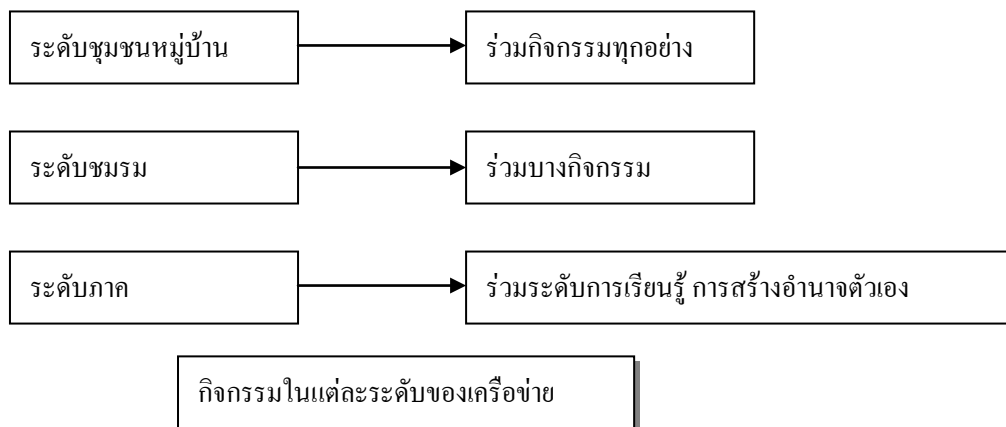 ระดับชุมชนหมู่บ้าน ร่วมกิจกรรมทุกอย่าง
ระดับชมรม ร่วมบางกิจกรรม
ระดับภาค ร่วมระดับการเรียนรู้ การสร้างอำนาจตัวเอง
กิจกรรมในแต่ละระดับของเครือข่าย